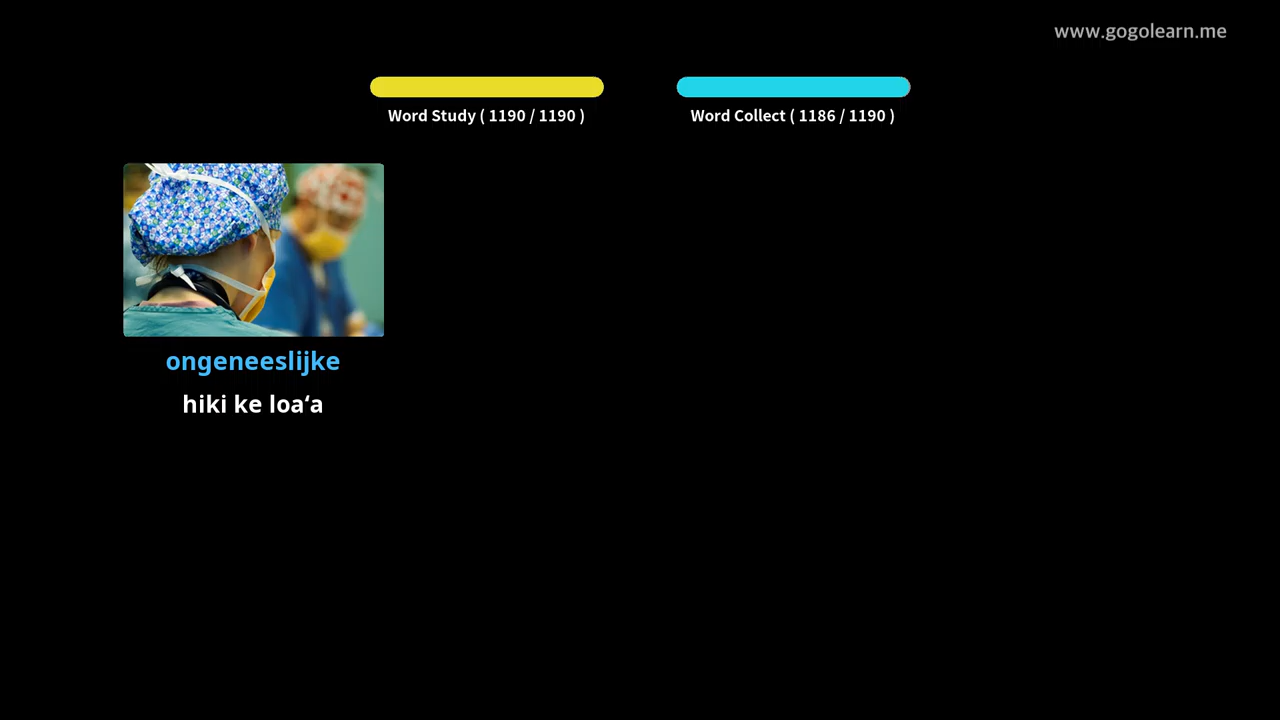 www.gogolearn.me
Word Study ( 1190 / 1190 )
Word Collect ( 1186 / 1190 )
ongeneeslijke
hiki ke loaʻa